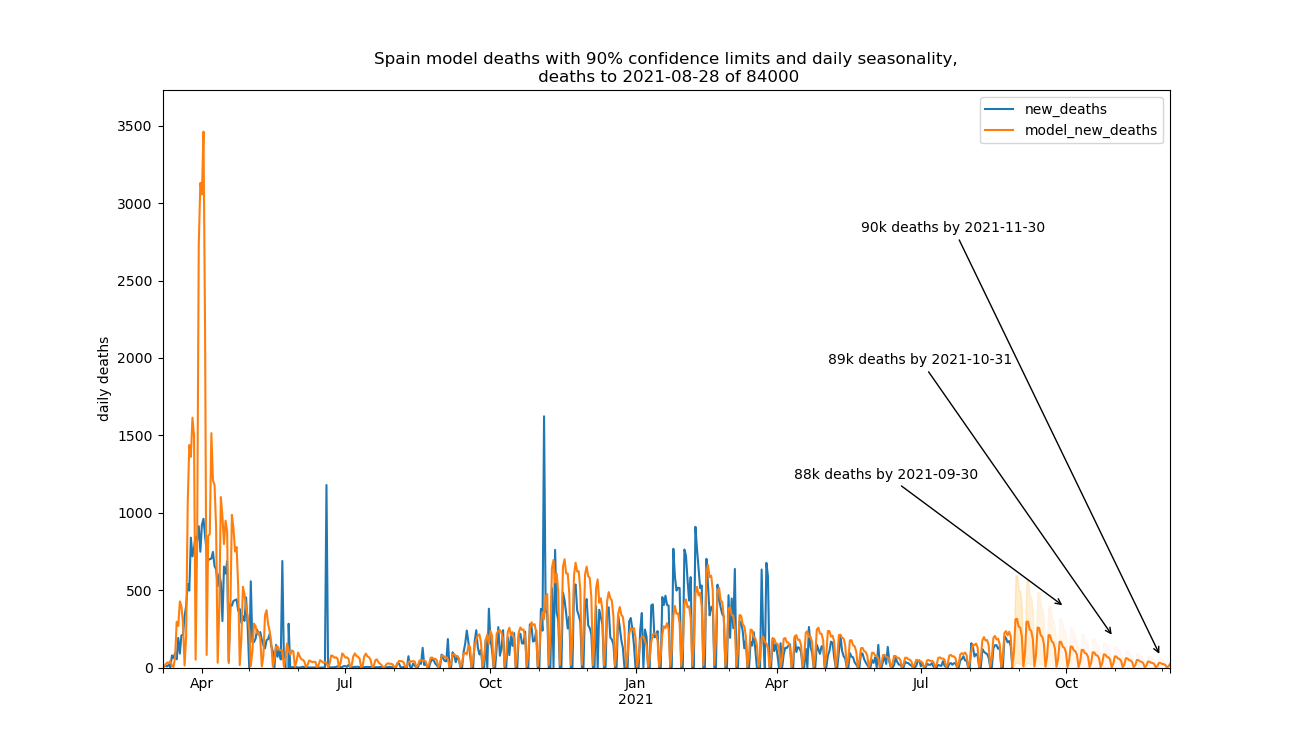 Spain model deaths with 90% confidence limits and daily seasonality,
deaths to 2021-08-28 of 84000
new_deaths
model_new_deaths
3500
3000
2500
2000
1500
1000
500
0
daily deaths
90k deaths by 2021-11-30
89k deaths by 2021-10-31
88k deaths by 2021-09-30
Apr Jul Oct Jan Apr Jul Oct
2021